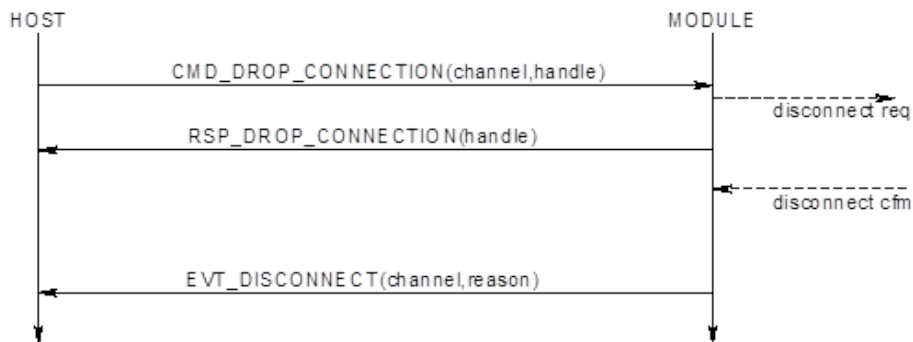 HOST MODULE
CMD_DROP_CONNECTION(channel,handle)
disconnect req
RSP_DROP_CONNECTION(handle)
disconnect cfm
EVT_DISCONNECT(channel,reason)